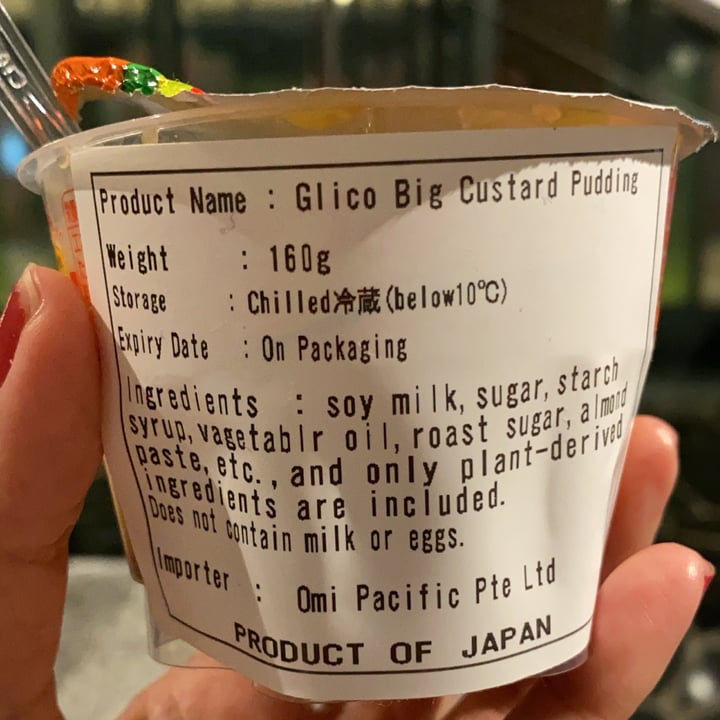 Product Name : Glico Big Custard Pudding
Weight : 160g
Storage : Chilled冷蔵(below10℃)
Expiry Date : On Packaging
Ingredients : soy milk, sugar, starch
syrup, vagetablr oil, roast sugar, almond
paste, etc., and only plant-derived
ingredients are included.
Does not contain milk or eggs.
Importer : Omi Pacific Pte Ltd
PRODUCT OF JAPAN